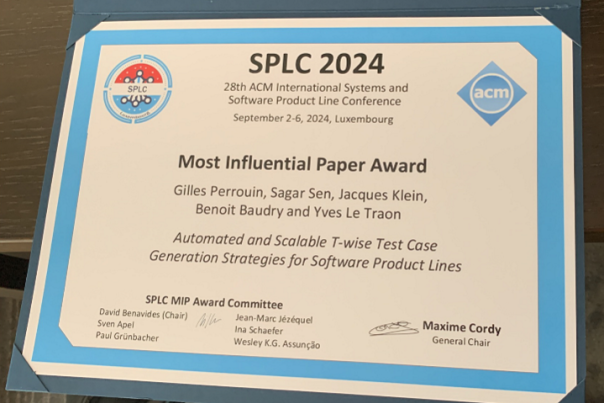 SPLC 2024
28th ACM International Systems and
Software Product Line Conference
September 2-6, 2024, Luxembourg
SPLC
acm
Most Influential Paper Award
Gilles Perrouin, Sagar Sen, Jacques Klein,
Benoit Baudry and Yves Le Traon
Automated and Scalable T-wise Test Case
Generation Strategies for Software Product Lines
SPLC MIP Award Committee
David Benavides (Chair)
Sven Apel
Paul Grünbacher
Jean-Marc Jézéquel
Ina Schaefer
Wesley K.G. Assunção
Maxime Cordy
General Chair